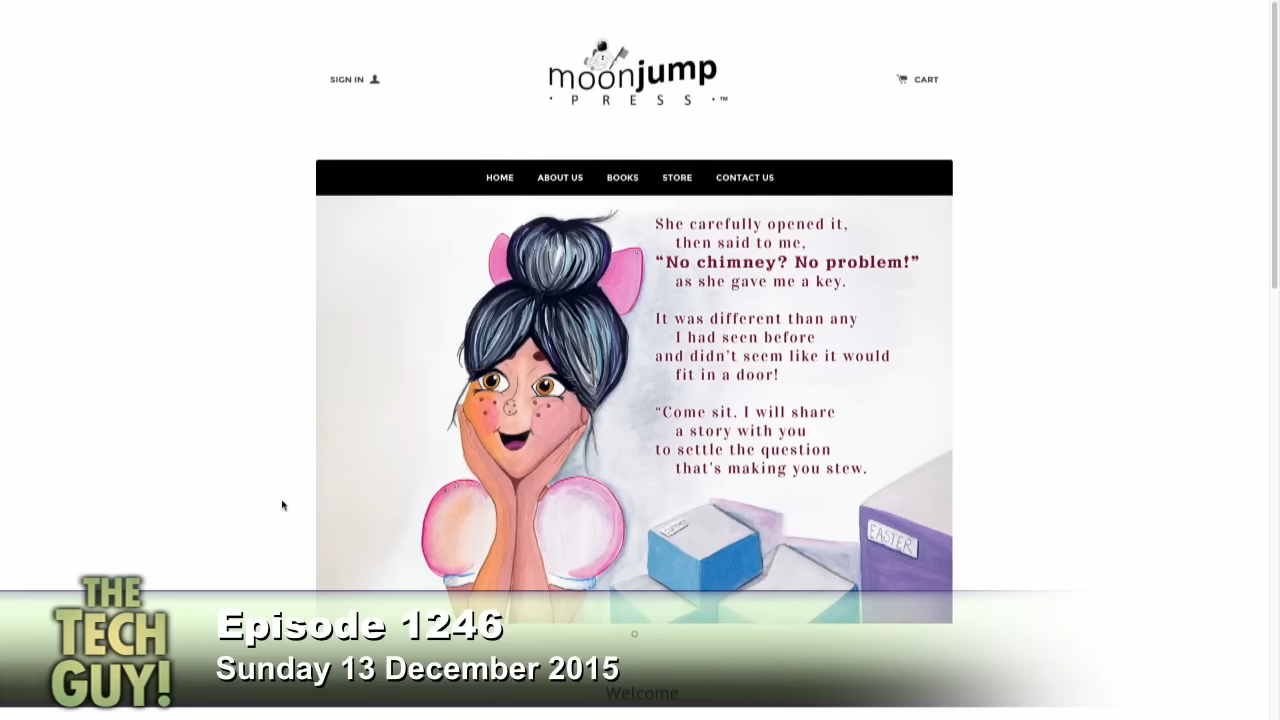 SIGN IN
moonjump
· P R E S S · ™
CART
HOME ABOUT US BOOKS STORE CONTACT US
She carefully opened it,
then said to me,
“No chimney? No problem!”
as she gave me a key.
It was different than any
I had seen before
and didn't seem like it would
fit in a door!
“Come sit. I will share
a story with you
to settle the question
that's making you stew.
EASTER
THE
TECH
GUY!
Episode 1246
Sunday 13 December 2015
Welcome